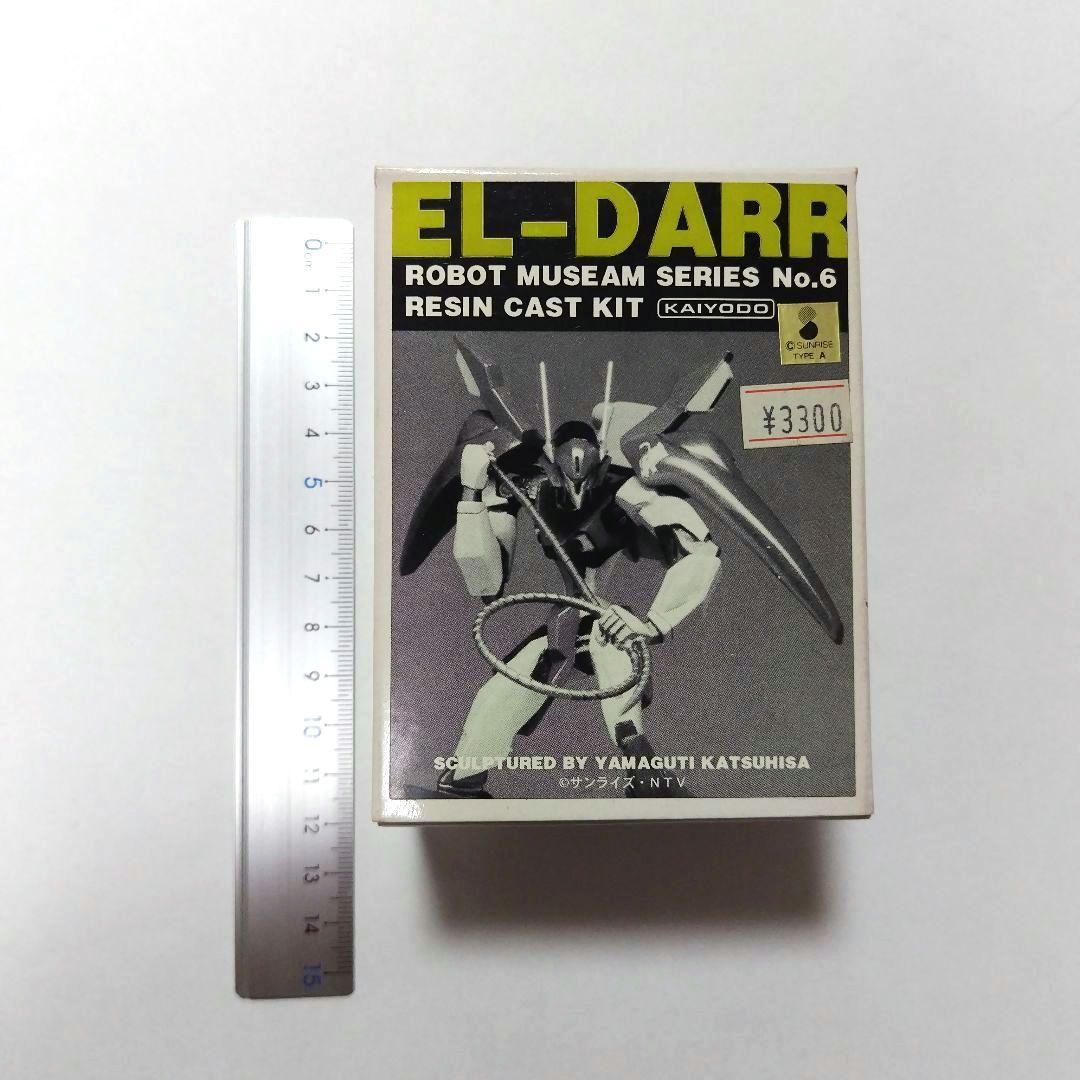 EL-DARR
ROBOT MUSEAM SERIES No.6
RESIN CAST KIT KAIYODO
©SUNRISE
TYPE A
¥3300
SCULPTURED BY YAMAGUTI KATSUHISA
©サンライズ・NTV
0
cm
1
2
3
4
5
6
7
8
9
10
11
12
13
14
15